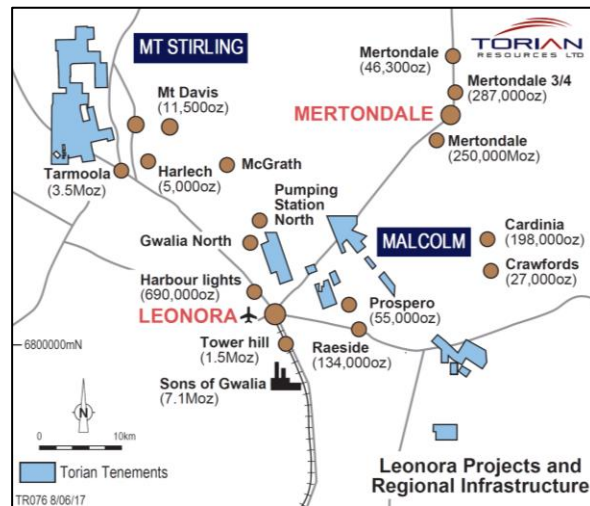 MT STIRLING
TORIAN
RESOURCES LTD
Mertondale
(46,300oz)
Mt Davis
(11,500oz)
Mertondale 3/4
(287,000oz)
MERTONDALE
Mertondale
(250,000Moz)
Tarmoola
(3.5Moz)
Harlech
(5,000oz)
McGrath
Pumping
Station
North
Gwalia North
MALCOLM
Cardinia
(198,000oz)
Crawfords
(27,000oz)
Harbour lights
(690,000oz)
LEONORA
Prospero
(55,000oz)
6800000mN
Tower hill
(1.5Moz)
Raeside
(134,000oz)
Sons of Gwalia
(7.1Moz)
N
0 10km
Torian Tenements
Leonora Projects and
Regional Infrastructure
TR076 8/06/17